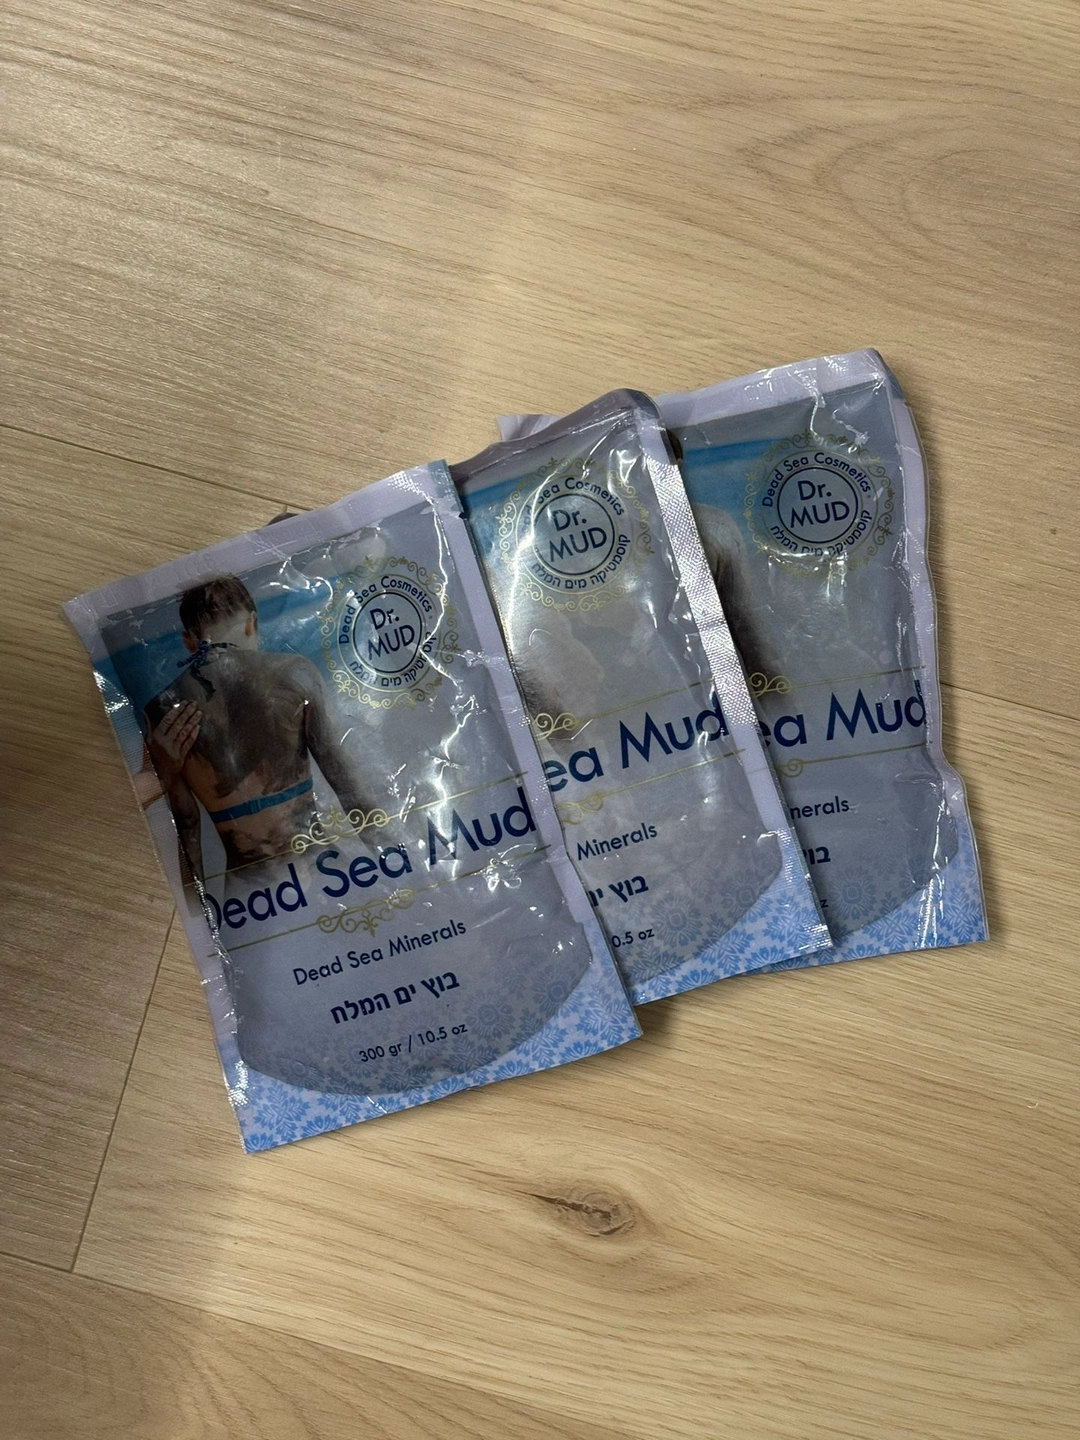 Dead Sea Cosmetics
Dr.
MUD
קוסמטיקה מים המלח
Dead Sea Mud
Dead Sea Minerals
בוץ ים המלח
300 gr / 10.5 oz
Sea Cosmetics
Dr.
MUD
קוסמטיקה מים המלח
ea Mud
Minerals
בוץ י
0.5 oz
Dead Sea Cosmetics
Dr.
MUD
קוסמטיקה מים המלח
ea Mud
nerals
בוץ
z